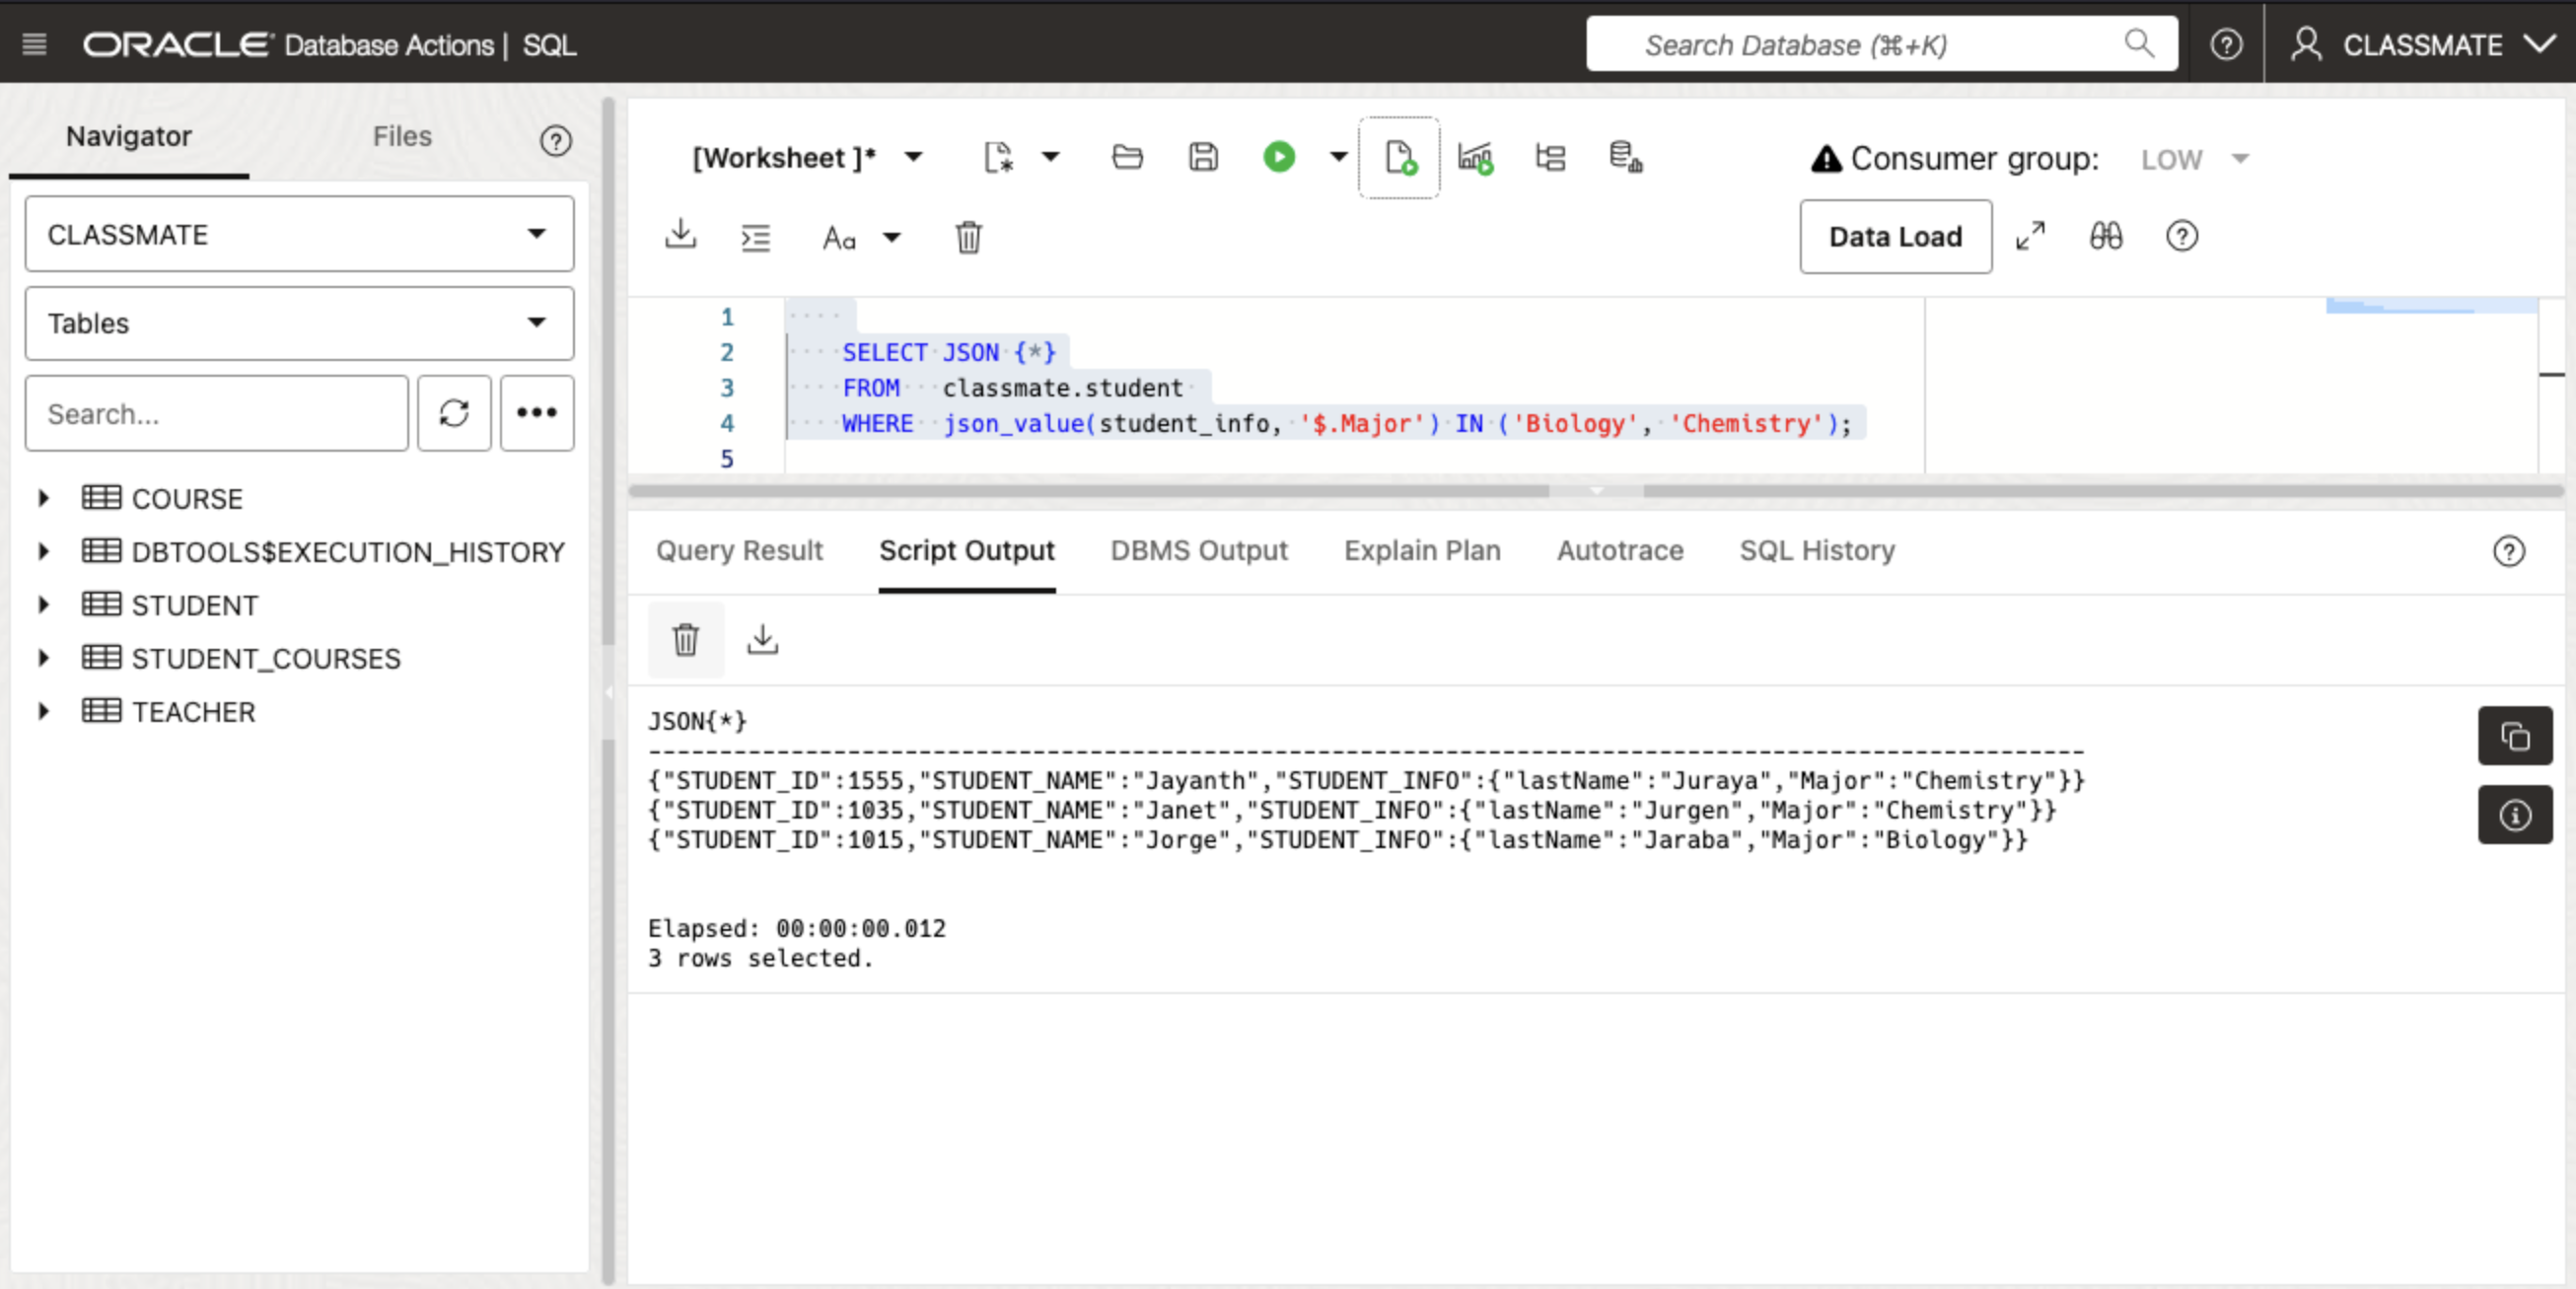 ORACLE Database Actions | SQL
Search Database (⌘+K)
CLASSMATE
Navigator
Files
CLASSMATE
Tables
Search...
COURSE
DBTOOLS$EXECUTION_HISTORY
STUDENT
STUDENT_COURSES
TEACHER
[Worksheet ]*
Consumer group: LOW
Aa
Data Load
1
2 SELECT JSON {*}
3 FROM   classmate.student
4 WHERE  json_value(student_info, '$.Major') IN ('Biology', 'Chemistry');
5
Query Result
Script Output
DBMS Output
Explain Plan
Autotrace
SQL History
JSON{*}
-----------------------------------------------------------------------------------------------------
{"STUDENT_ID":1555,"STUDENT_NAME":"Jayanth","STUDENT_INFO":{"lastName":"Juraya","Major":"Chemistry"}}
{"STUDENT_ID":1035,"STUDENT_NAME":"Janet","STUDENT_INFO":{"lastName":"Jurgen","Major":"Chemistry"}}
{"STUDENT_ID":1015,"STUDENT_NAME":"Jorge","STUDENT_INFO":{"lastName":"Jaraba","Major":"Biology"}}
Elapsed: 00:00:00.012
3 rows selected.